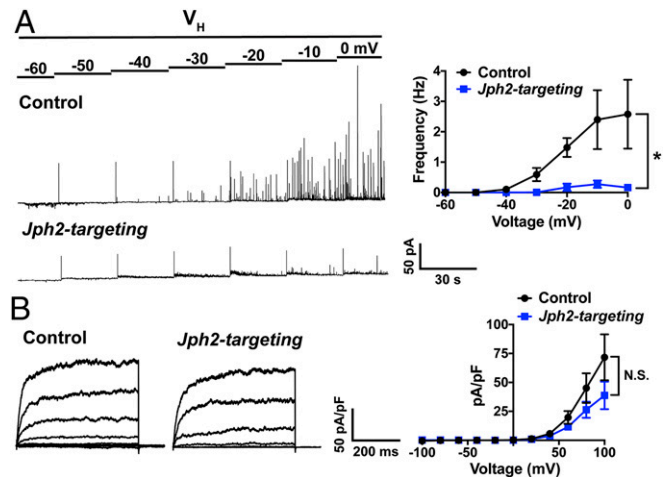 A
V_H
-60 -50 -40 -30 -20 -10 0 mV
Control
Jph2-targeting
50 pA
30 s
Control
Jph2-targeting
Frequency (Hz)
4
3
2
1
0
-60 -40 -20 0
Voltage (mV)
*
B
Control
Jph2-targeting
50 pA/pF
200 ms
Control
Jph2-targeting
pA/pF
100
75
50
25
-100 -50 0 50 100
Voltage (mV)
N.S.